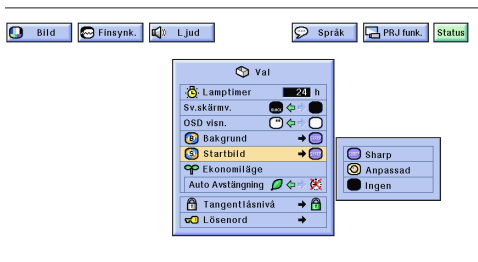 Bild Finsynk. Ljud Språk PRJ funk. Status
Val
Lamptimer 24 h
Sv.skärmv.
OSD visn.
Bakgrund
Startbild
Ekonomiläge
Auto Avstängning
Tangentlåsnivå
Lösenord
Sharp
Anpassad
Ingen